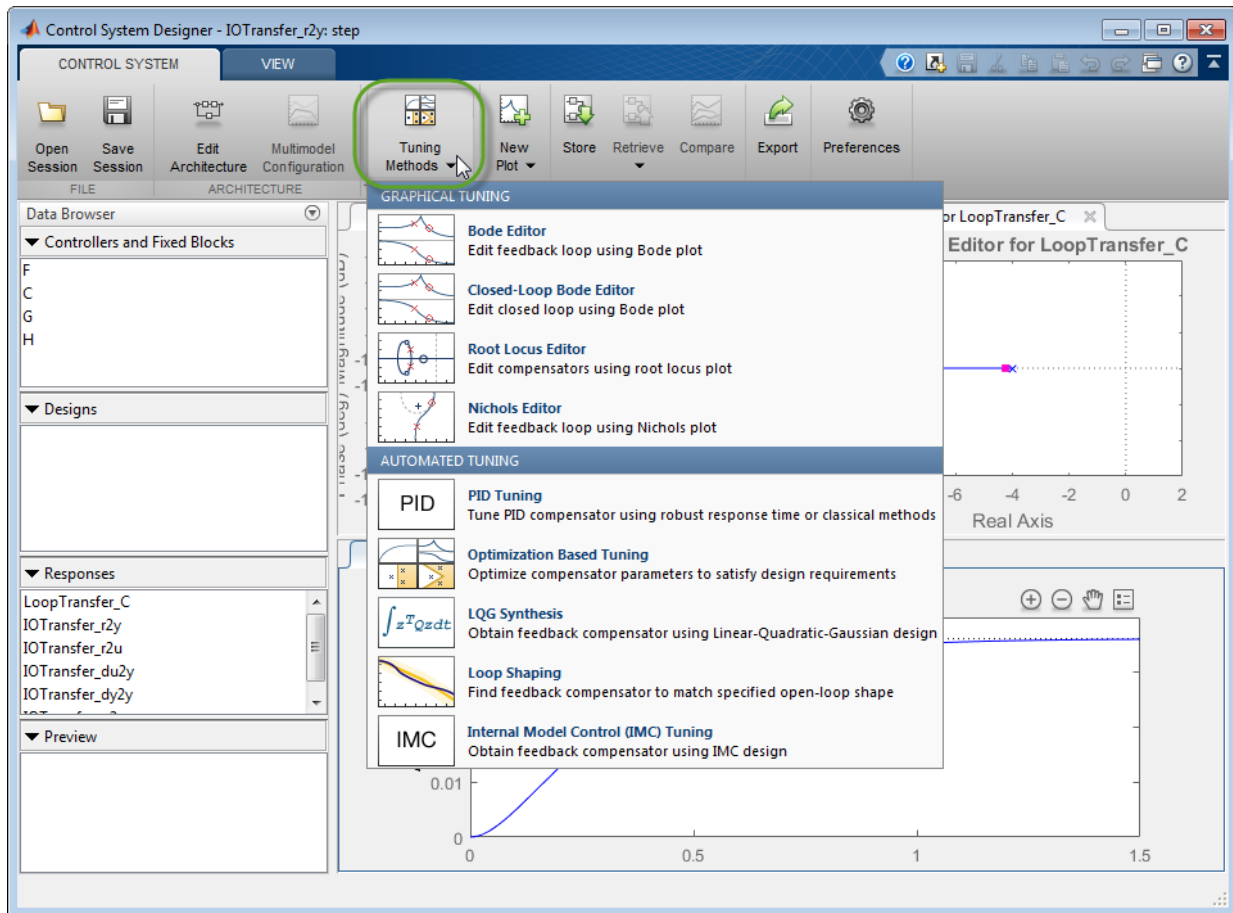 Control System Designer - IOTransfer_r2y: step
CONTROL SYSTEM
VIEW
Open Session
Save Session
Edit Architecture
Multimodel Configuration
Tuning Methods
New Plot
Store
Retrieve
Compare
Export
Preferences
FILE
ARCHITECTURE
Data Browser
Controllers and Fixed Blocks
F
C
G
H
Designs
Responses
LoopTransfer_C
IOTransfer_r2y
IOTransfer_r2u
IOTransfer_du2y
IOTransfer_dy2y
Preview
GRAPHICAL TUNING
Bode Editor
Edit feedback loop using Bode plot
Closed-Loop Bode Editor
Edit closed loop using Bode plot
Root Locus Editor
Edit compensators using root locus plot
Nichols Editor
Edit feedback loop using Nichols plot
AUTOMATED TUNING
PID
PID Tuning
Tune PID compensator using robust response time or classical methods
Optimization Based Tuning
Optimize compensator parameters to satisfy design requirements
∫zᵀQzdt
LQG Synthesis
Obtain feedback compensator using Linear-Quadratic-Gaussian design
Loop Shaping
Find feedback compensator to match specified open-loop shape
IMC
Internal Model Control (IMC) Tuning
Obtain feedback compensator using IMC design
or LoopTransfer_C
Editor for LoopTransfer_C
-6 -4 -2 0 2
Real Axis
0.01
0
0 0.5 1 1.5